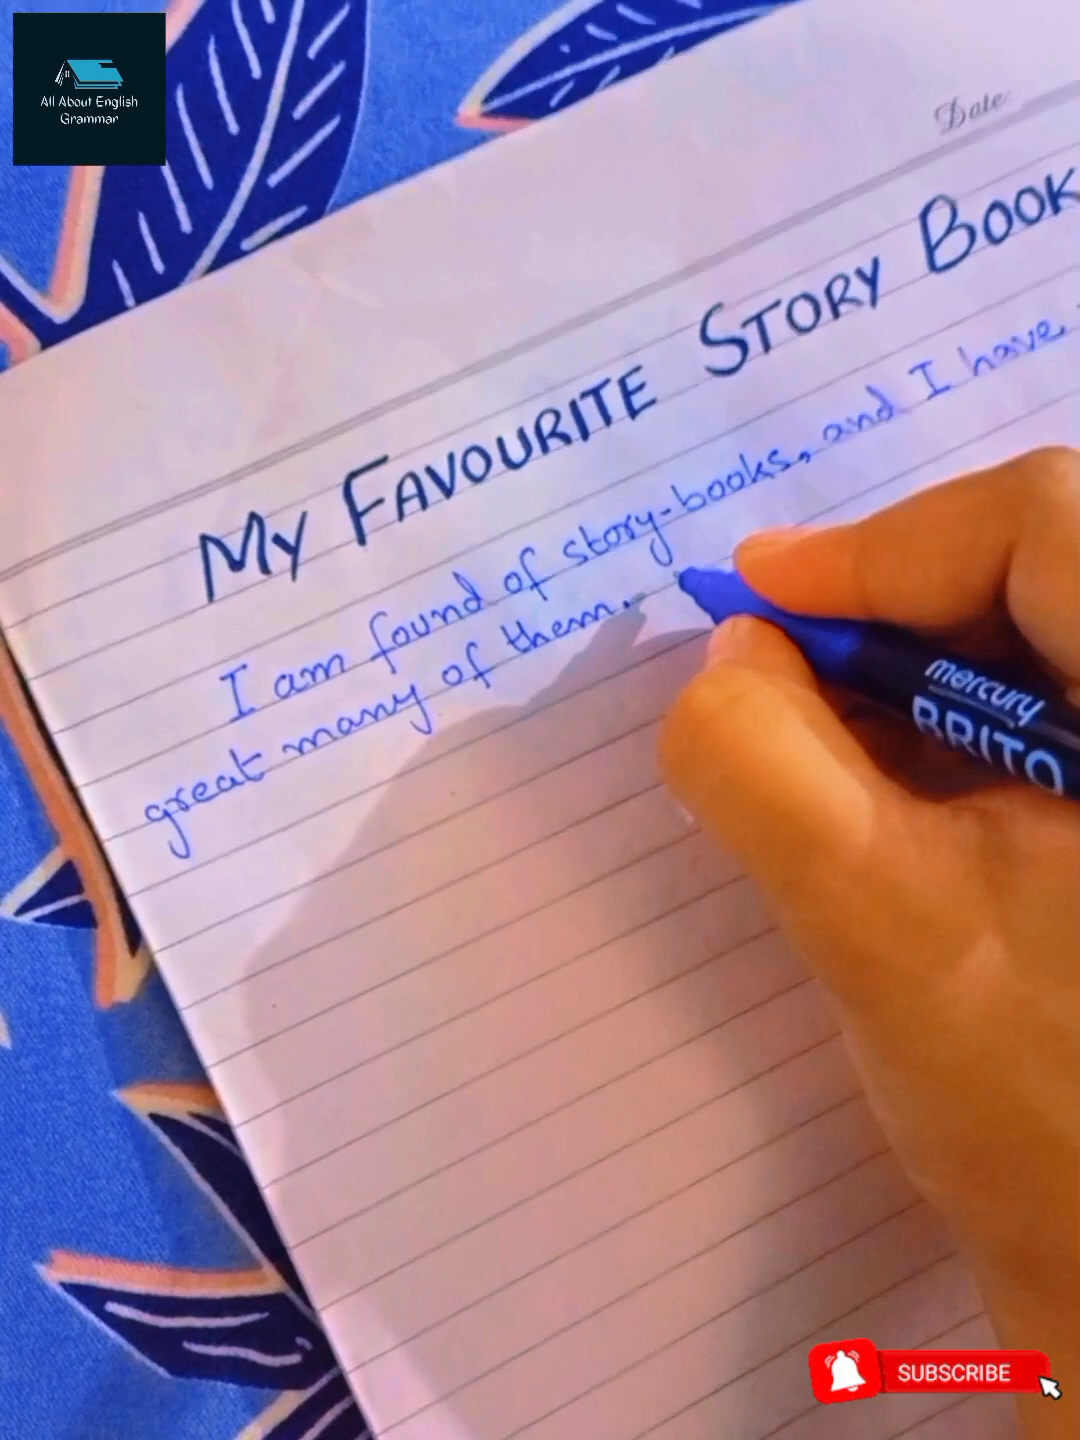 All About English
Grammar
Date
MY FAVOURITE STORY BOOK
I am found of story-books, and I have
great many of them.
mercury
BRITO
SUBSCRIBE